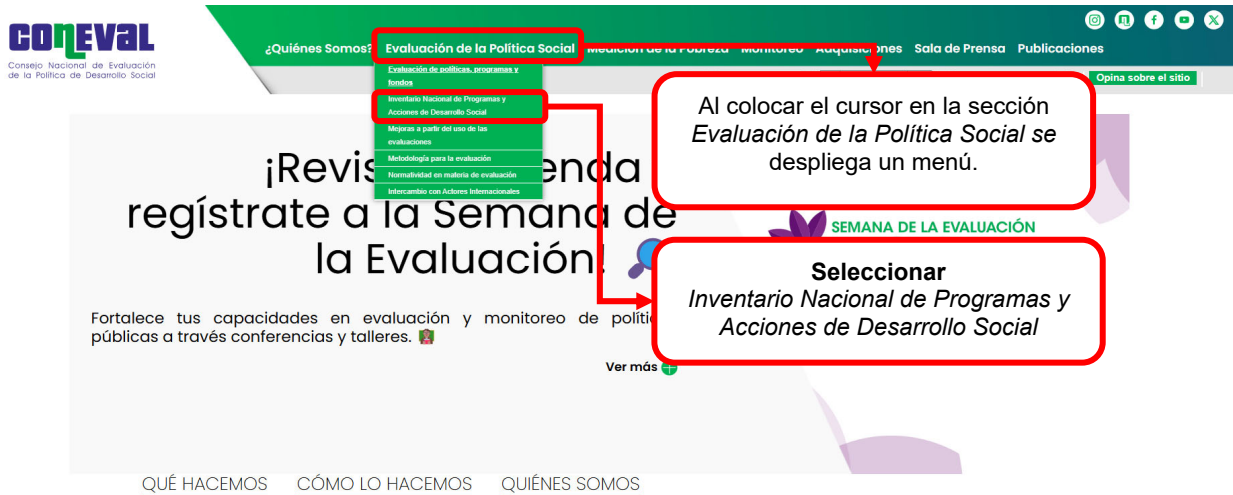 CONEVAL
Consejo Nacional de Evaluación
de la Política de Desarrollo Social
¿Quiénes Somos? Evaluación de la Política Social Medición de la Pobreza Monitoreo Adquisiciones Sala de Prensa Publicaciones
Opina sobre el sitio
Evaluación de políticas, programas y
fondos
Inventario Nacional de Programas y
Acciones de Desarrollo Social
Mejoras a partir del uso de las
evaluaciones
Metodología para la evaluación
Normatividad en materia de evaluación
Intercambio con Actores Internacionales
Al colocar el cursor en la sección
Evaluación de la Política Social se
despliega un menú.
¡Revis enda
regístrate a la Semana de
la Evaluación!
SEMANA DE LA EVALUACIÓN
Seleccionar
Inventario Nacional de Programas y
Acciones de Desarrollo Social
Fortalece tus capacidades en evaluación y monitoreo de políti
públicas a través conferencias y talleres.
Ver más
QUÉ HACEMOS CÓMO LO HACEMOS QUIÉNES SOMOS